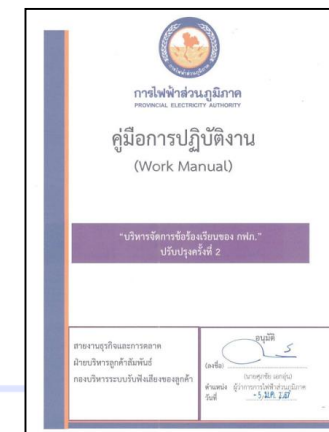 การไฟฟ้าส่วนภูมิภาค
PROVINCIAL ELECTRICITY AUTHORITY
คู่มือการปฏิบัติงาน
(Work Manual)
"บริหารจัดการข้อร้องเรียนของ กฟภ."
ปรับปรุงครั้งที่ 2
สายงานธุรกิจและการตลาด
ฝ่ายบริหารลูกค้าสัมพันธ์
กองบริหารระบบรับฟังเสียงของลูกค้า
อนุมัติ
(ลงชื่อ)
ตำแหน่ง ผู้ว่าการการไฟฟ้าส่วนภูมิภาค
วันที่ - 5 มี.ค. 2567